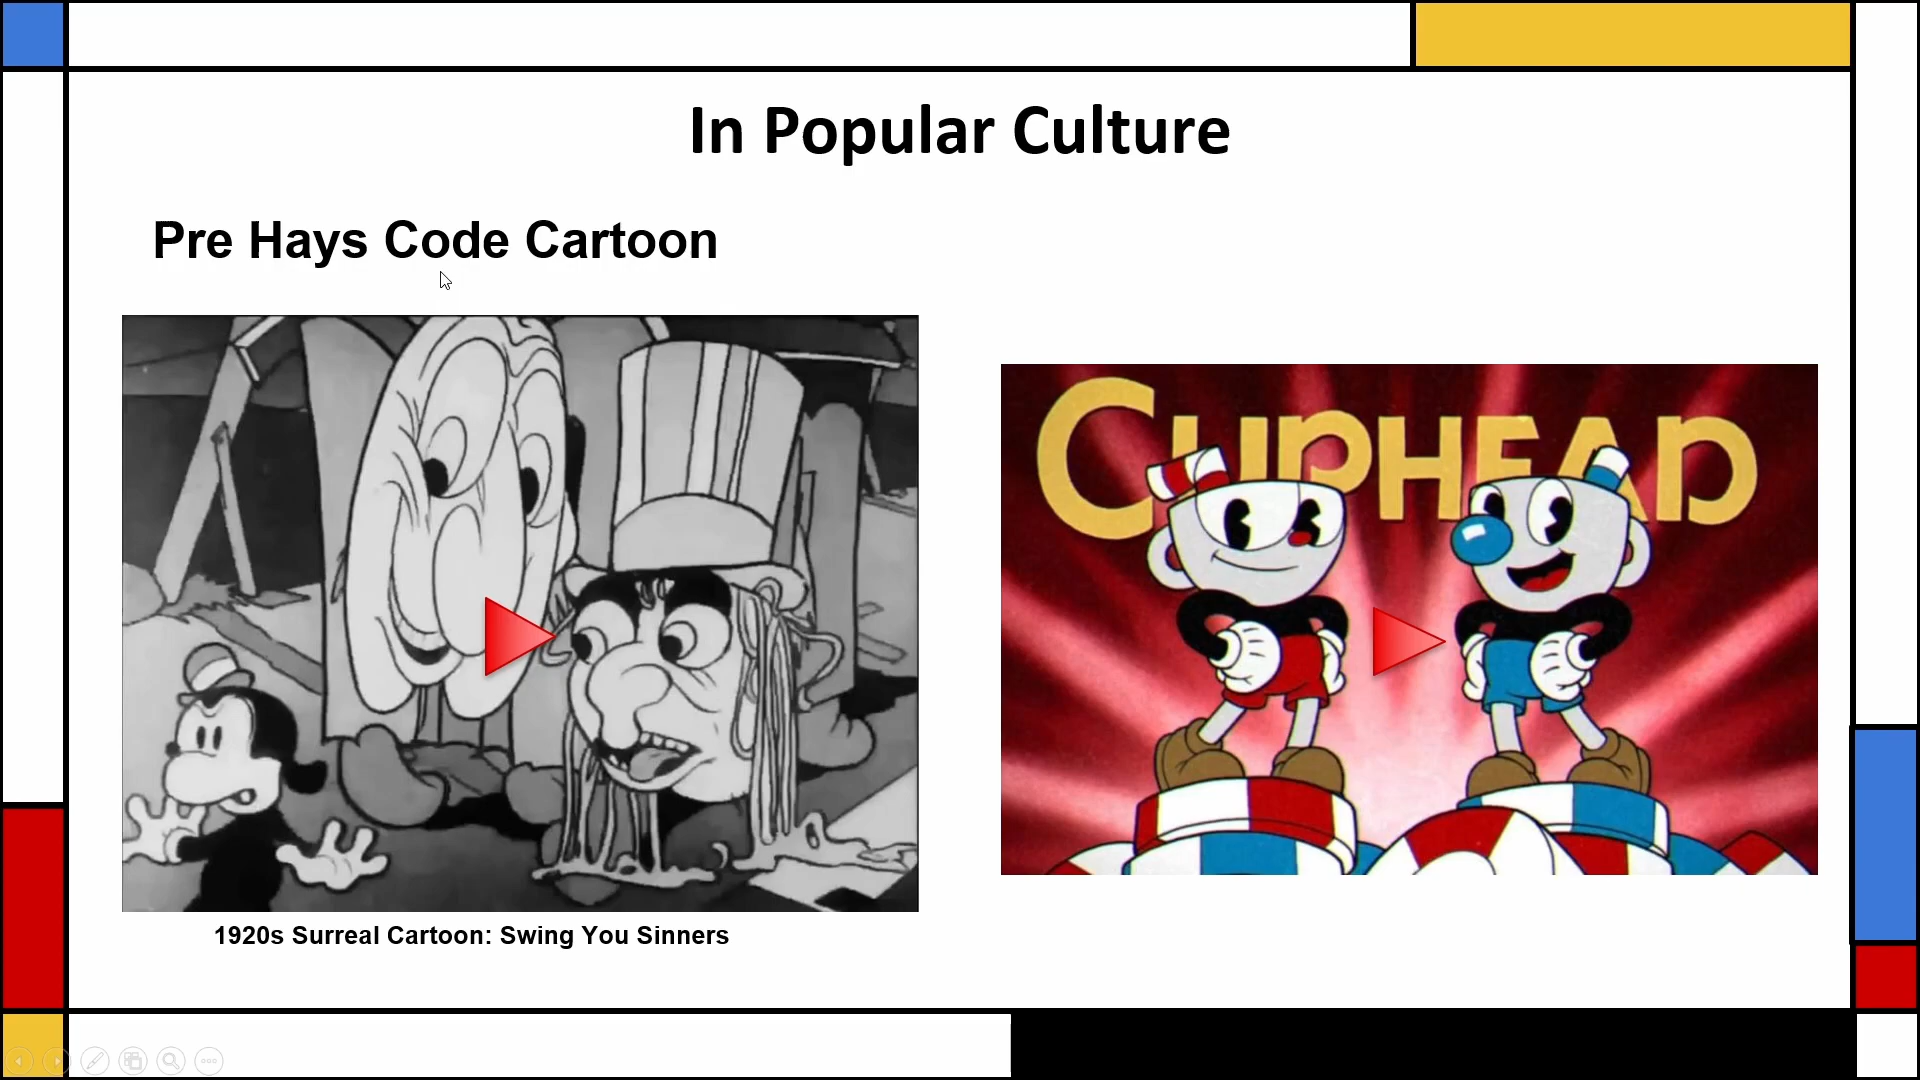 In Popular Culture
Pre Hays Code Cartoon
CUPHEAD
1920s Surreal Cartoon: Swing You Sinners